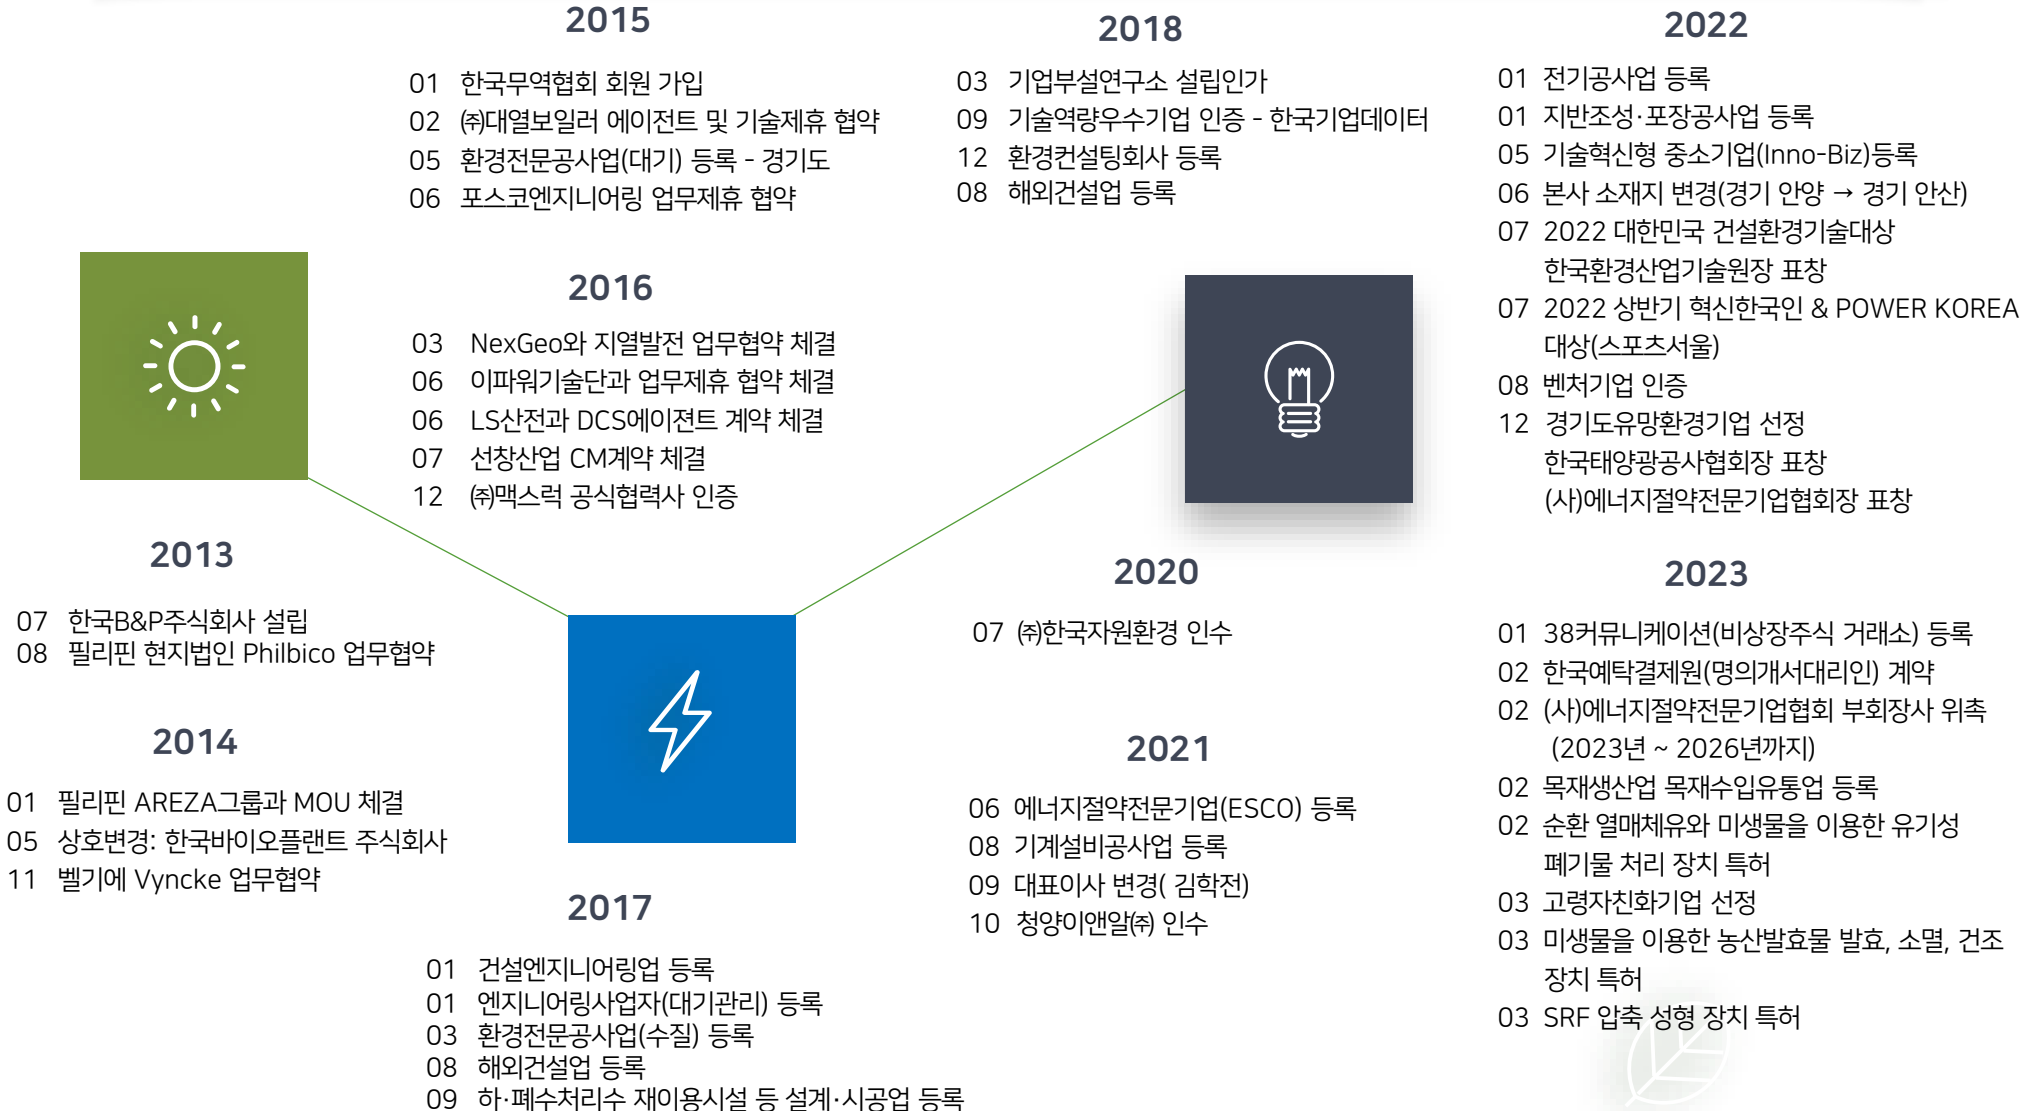 2013
07 한국B&P주식회사 설립
08 필리핀 현지법인 Philbico 업무협약
2014
01 필리핀 AREZA그룹과 MOU 체결
05 상호변경: 한국바이오플랜트 주식회사
11 벨기에 Vyncke 업무협약
2015
01 한국무역협회 회원 가입
02 ㈜대열보일러 에이전트 및 기술제휴 협약
05 환경전문공사업(대기) 등록 - 경기도
06 포스코엔지니어링 업무제휴 협약
2016
03 NexGeo와 지열발전 업무협약 체결
06 이파워기술단과 업무제휴 협약 체결
06 LS산전과 DCS에이젼트 계약 체결
07 선창산업 CM계약 체결
12 ㈜맥스럭 공식협력사 인증
2017
01 건설엔지니어링업 등록
01 엔지니어링사업자(대기관리) 등록
03 환경전문공사업(수질) 등록
08 해외건설업 등록
09 하·폐수처리수 재이용시설 등 설계·시공업 등록
2018
03 기업부설연구소 설립인가
09 기술역량우수기업 인증 - 한국기업데이터
12 환경컨설팅회사 등록
08 해외건설업 등록
2020
07 ㈜한국자원환경 인수
2021
06 에너지절약전문기업(ESCO) 등록
08 기계설비공사업 등록
09 대표이사 변경( 김학전)
10 청양이앤알㈜ 인수
2022
01 전기공사업 등록
01 지반조성·포장공사업 등록
05 기술혁신형 중소기업(Inno-Biz)등록
06 본사 소재지 변경(경기 안양 → 경기 안산)
07 2022 대한민국 건설환경기술대상
한국환경산업기술원장 표창
07 2022 상반기 혁신한국인 & POWER KOREA
대상(스포츠서울)
08 벤처기업 인증
12 경기도유망환경기업 선정
한국태양광공사협회장 표창
(사)에너지절약전문기업협회장 표창
2023
01 38커뮤니케이션(비상장주식 거래소) 등록
02 한국예탁결제원(명의개서대리인) 계약
02 (사)에너지절약전문기업협회 부회장사 위촉
(2023년 ~ 2026년까지)
02 목재생산업 목재수입유통업 등록
02 순환 열매체유와 미생물을 이용한 유기성
폐기물 처리 장치 특허
03 고령자친화기업 선정
03 미생물을 이용한 농산발효물 발효, 소멸, 건조
장치 특허
03 SRF 압축 성형 장치 특허